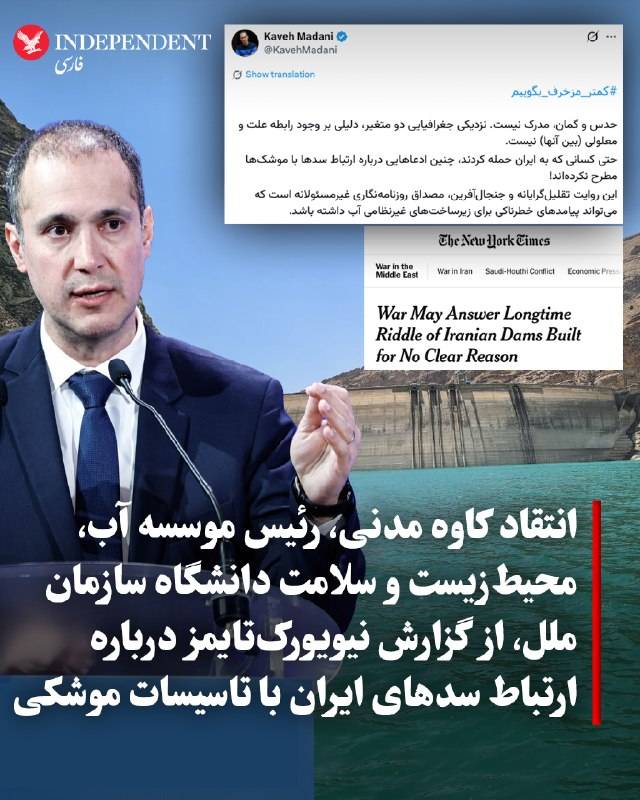 INDEPENDENT
فارسی
Kaveh Madani
@KavehMadani
Show translation
#کمتر_مزخرف_بگوییم
حدس و گمان، مدرک نیست. نزدیکی جغرافیایی دو متغیر، دلیلی بر وجود رابطه علت و
معلولی (بین آنها) نیست.
حتی کسانی که به ایران حمله کردند، چنین ادعاهایی درباره ارتباط سدها با موشک‌ها
مطرح نکرده‌اند!
این روایت تقلیل‌گرایانه و جنجال‌آفرین، مصداق روزنامه‌نگاری غیرمسئولانه است که
می‌تواند پیامدهای خطرناکی برای زیرساخت‌های غیرنظامی آب داشته باشد.
The New York Times
War in the
Middle East
War in Iran
Saudi-Houthi Conflict
Economic Press
War May Answer Longtime
Riddle of Iranian Dams Built
for No Clear Reason
انتقاد کاوه مدنی، رئیس موسسه آب،
محیط‌زیست و سلامت دانشگاه سازمان
ملل، از گزارش نیویورک‌تایمز درباره
ارتباط سدهای ایران با تاسیسات موشکی